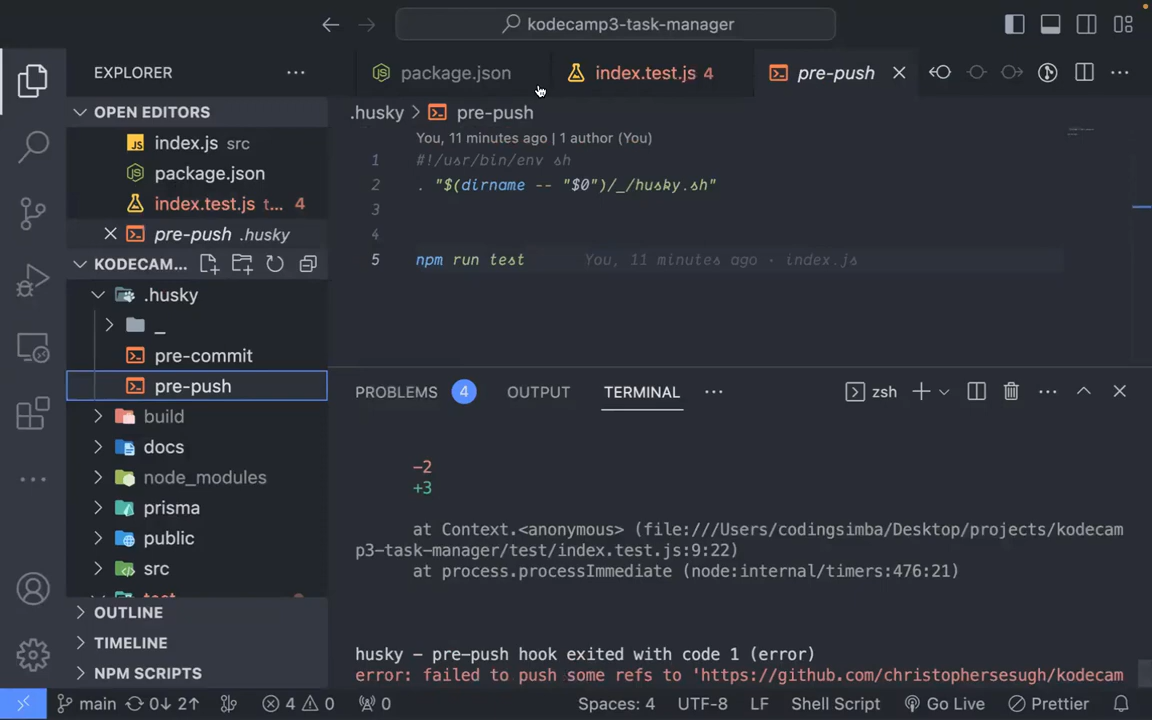 kodecamp3-task-manager
EXPLORER
package.json
index.test.js 4
pre-push
OPEN EDITORS
JS index.js src
package.json
index.test.js t... 4
pre-push .husky
KODECAM...
.husky
_
pre-commit
pre-push
build
docs
node_modules
prisma
public
src
OUTLINE
TIMELINE
NPM SCRIPTS
.husky > pre-push
You, 11 minutes ago | 1 author (You)
1 #!/usr/bin/env sh
2 . "$(dirname -- "$0")/_/husky.sh"
3
4
5 npm run test You, 11 minutes ago • index.js
PROBLEMS 4 OUTPUT TERMINAL ... zsh
-2
+3
at Context.<anonymous> (file:///Users/codingsimba/Desktop/projects/kodecam
p3-task-manager/test/index.test.js:9:22)
at process.processImmediate (node:internal/timers:476:21)
husky - pre-push hook exited with code 1 (error)
error: failed to push some refs to 'https://github.com/christophersesugh/kodecam
main 0↓ 2↑ 4 0 0 Spaces: 4 UTF-8 LF Shell Script Go Live Prettier